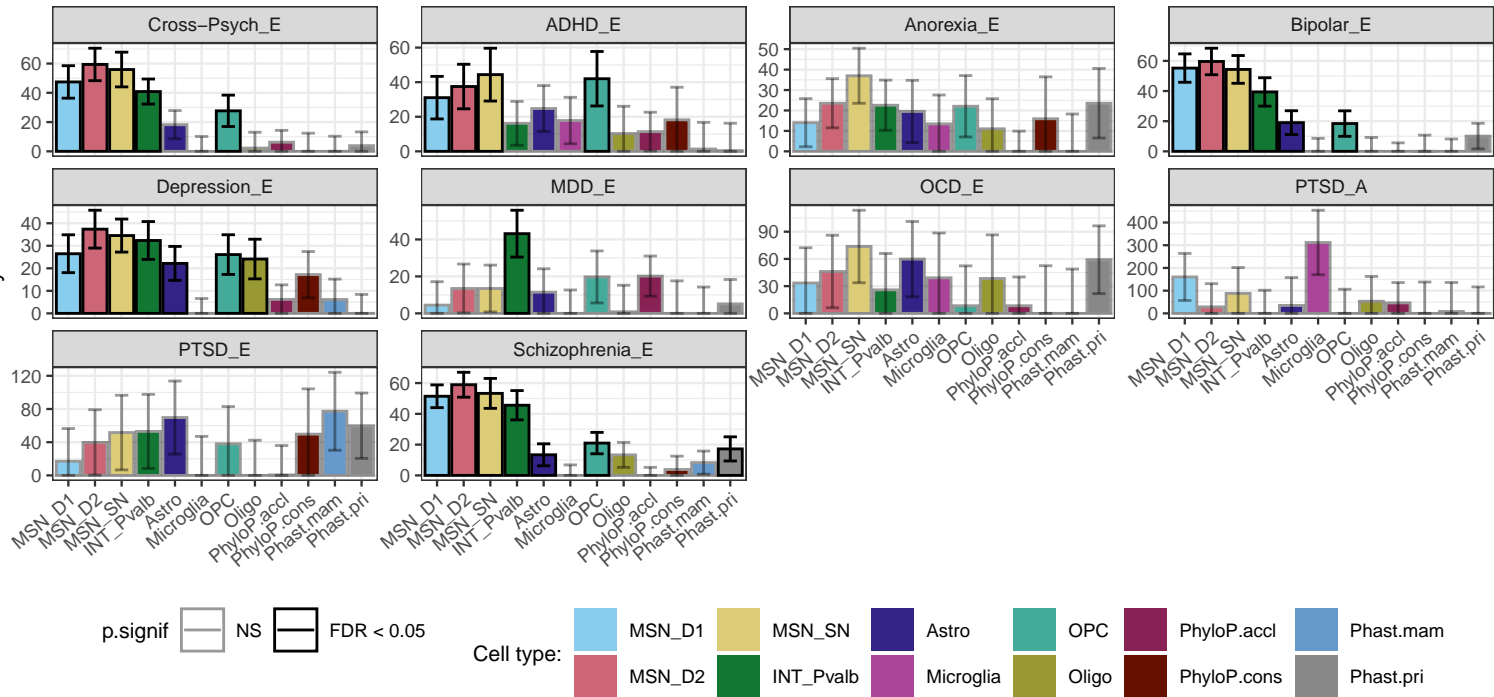 Cross−Psych_E
ADHD_E
Anorexia_E
Bipolar_E
60
40
20
0
60
40
20
0
50
40
30
20
10
0
60
40
20
0
Depression_E
MDD_E
OCD_E
PTSD_A
40
30
20
10
0
40
20
0
90
60
30
0
400
300
200
100
0
MSN_D1
MSN_D2
MSN_SN
INT_Pvalb
Astro
Microglia
OPC
Oligo
PhyloP.accl
PhyloP.cons
Phast.mam
Phast.pri
MSN_D1
MSN_D2
MSN_SN
INT_Pvalb
Astro
Microglia
OPC
Oligo
PhyloP.accl
PhyloP.cons
Phast.mam
Phast.pri
PTSD_E
Schizophrenia_E
120
80
40
0
60
40
20
0
MSN_D1
MSN_D2
MSN_SN
INT_Pvalb
Astro
Microglia
OPC
Oligo
PhyloP.accl
PhyloP.cons
Phast.mam
Phast.pri
MSN_D1
MSN_D2
MSN_SN
INT_Pvalb
Astro
Microglia
OPC
Oligo
PhyloP.accl
PhyloP.cons
Phast.mam
Phast.pri
p.signif NS FDR < 0.05
Cell type:
MSN_D1 MSN_SN Astro OPC PhyloP.accl Phast.mam
MSN_D2 INT_Pvalb Microglia Oligo PhyloP.cons Phast.pri